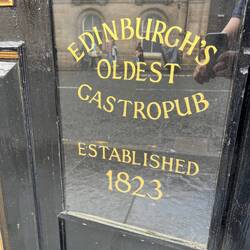 EDINBURGH'S
OLDEST
GASTROPUB
ESTABLISHED
1823